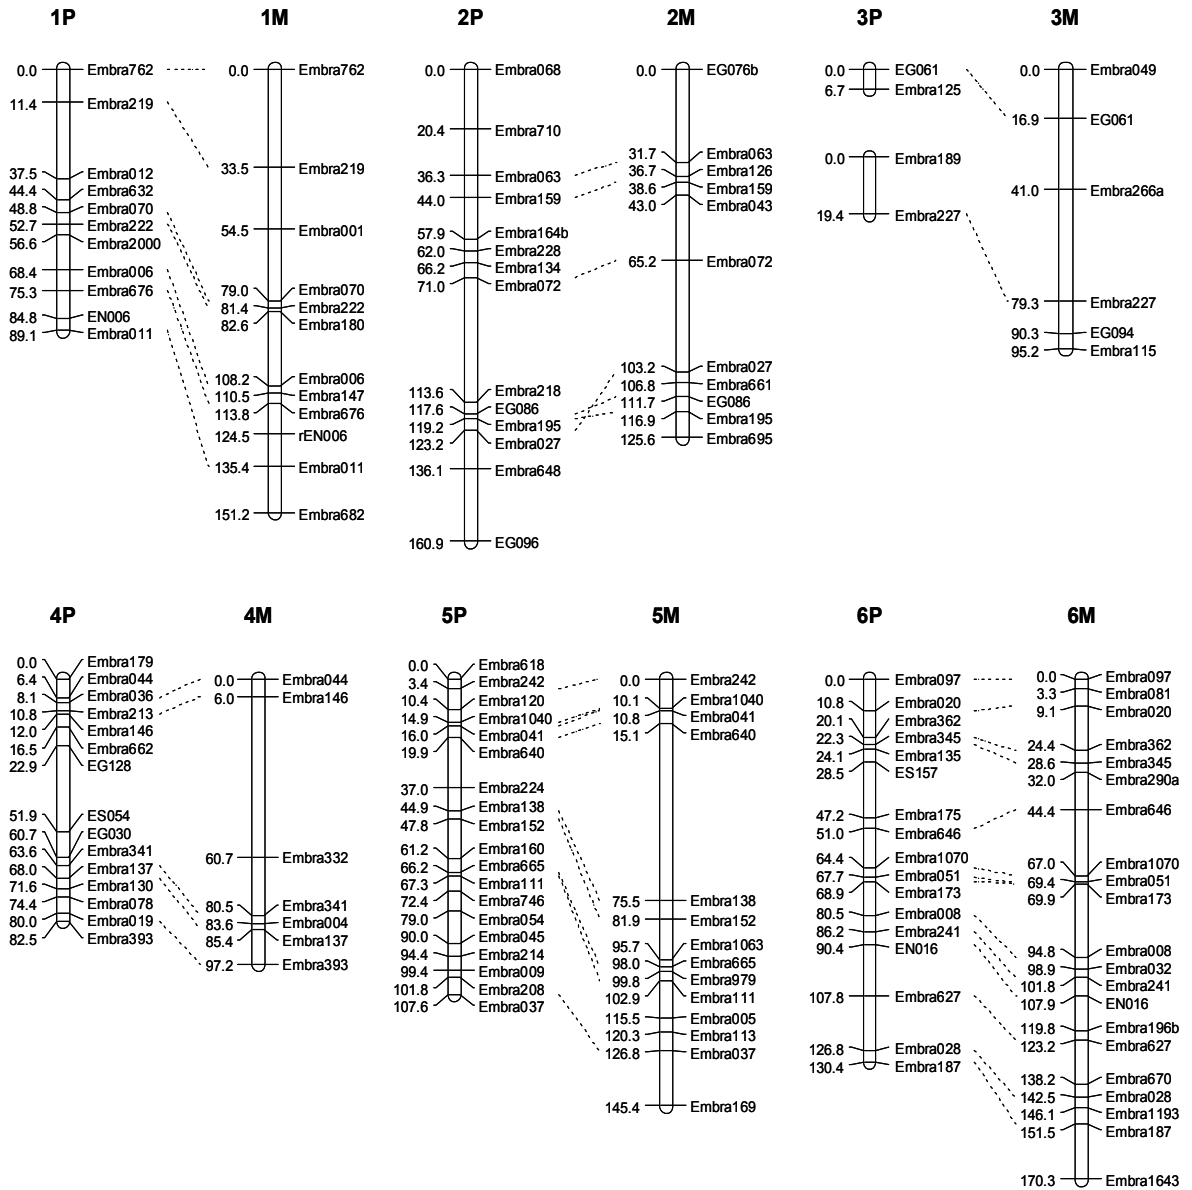 1P
0.0 Embra762
11.4 Embra219
37.5 Embra012
44.4 Embra632
48.8 Embra070
52.7 Embra222
56.6 Embra2000
68.4 Embra006
75.3 Embra676
84.8 EN006
89.1 Embra011
1M
0.0 Embra762
33.5 Embra219
54.5 Embra001
79.0 Embra070
81.4 Embra222
82.6 Embra180
108.2 Embra006
110.5 Embra147
113.8 Embra676
124.5 rEN006
135.4 Embra011
151.2 Embra682
2P
0.0 Embra068
20.4 Embra710
36.3 Embra063
44.0 Embra159
57.9 Embra164b
62.0 Embra228
66.2 Embra134
71.0 Embra072
113.6 Embra218
117.6 EG086
119.2 Embra195
123.2 Embra027
136.1 Embra648
160.9 EG096
2M
0.0 EG076b
31.7 Embra063
36.7 Embra126
38.6 Embra159
43.0 Embra043
65.2 Embra072
103.2 Embra027
106.8 Embra661
111.7 EG086
116.9 Embra195
125.6 Embra695
3P
0.0 EG061
6.7 Embra125
0.0 Embra189
19.4 Embra227
3M
0.0 Embra049
16.9 EG061
41.0 Embra266a
79.3 Embra227
90.3 EG094
95.2 Embra115
4P
0.0 Embra179
6.4 Embra044
8.1 Embra036
10.8 Embra213
12.0 Embra146
16.5 Embra662
22.9 EG128
51.9 ES054
60.7 EG030
63.6 Embra341
68.0 Embra137
71.6 Embra130
74.4 Embra078
80.0 Embra019
82.5 Embra393
4M
0.0 Embra044
6.0 Embra146
60.7 Embra332
80.5 Embra341
83.6 Embra004
85.4 Embra137
97.2 Embra393
5P
0.0 Embra618
3.4 Embra242
10.4 Embra120
14.9 Embra1040
16.0 Embra041
19.9 Embra640
37.0 Embra224
44.9 Embra138
47.8 Embra152
61.2 Embra160
66.2 Embra665
67.3 Embra111
72.4 Embra746
79.0 Embra054
90.0 Embra045
94.4 Embra214
99.4 Embra009
101.8 Embra208
107.6 Embra037
5M
0.0 Embra242
10.1 Embra1040
10.8 Embra041
15.1 Embra640
75.5 Embra138
81.9 Embra152
95.7 Embra1063
98.0 Embra665
99.8 Embra979
102.9 Embra111
115.5 Embra005
120.3 Embra113
126.8 Embra037
145.4 Embra169
6P
0.0 Embra097
10.8 Embra020
20.1 Embra362
22.3 Embra345
24.1 Embra135
28.5 ES157
47.2 Embra175
51.0 Embra646
64.4 Embra1070
67.7 Embra051
68.9 Embra173
80.5 Embra008
86.2 Embra241
90.4 EN016
107.8 Embra627
126.8 Embra028
130.4 Embra187
6M
0.0 Embra097
3.3 Embra081
9.1 Embra020
24.4 Embra362
28.6 Embra345
32.0 Embra290a
44.4 Embra646
67.0 Embra1070
69.4 Embra051
69.9 Embra173
94.8 Embra008
98.9 Embra032
101.8 Embra241
107.9 EN016
119.8 Embra196b
123.2 Embra627
138.2 Embra670
142.5 Embra028
146.1 Embra1193
151.5 Embra187
170.3 Embra1643